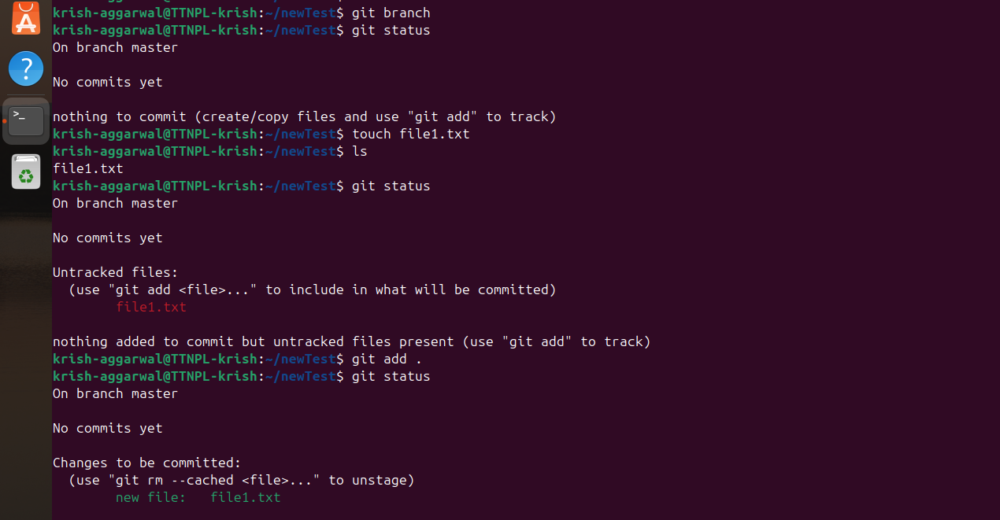 krish-aggarwal@TTNPL-krish:~/newTest$ git branch
krish-aggarwal@TTNPL-krish:~/newTest$ git status
On branch master
No commits yet
nothing to commit (create/copy files and use "git add" to track)
krish-aggarwal@TTNPL-krish:~/newTest$ touch file1.txt
krish-aggarwal@TTNPL-krish:~/newTest$ ls
file1.txt
krish-aggarwal@TTNPL-krish:~/newTest$ git status
On branch master
No commits yet
Untracked files:
  (use "git add <file>..." to include in what will be committed)
        file1.txt
nothing added to commit but untracked files present (use "git add" to track)
krish-aggarwal@TTNPL-krish:~/newTest$ git add .
krish-aggarwal@TTNPL-krish:~/newTest$ git status
On branch master
No commits yet
Changes to be committed:
  (use "git rm --cached <file>..." to unstage)
        new file:   file1.txt